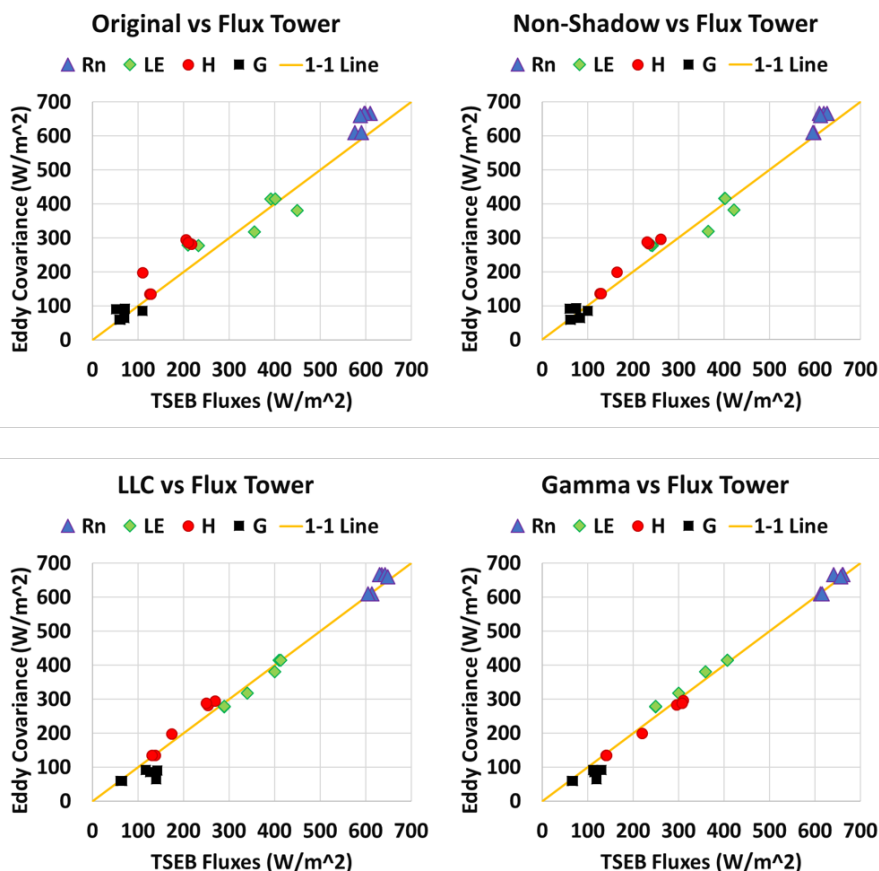 Original vs Flux Tower
Rn LE H G 1-1 Line
700
600
500
400
300
200
100
0
Eddy Covariance (W/m^2)
0 100 200 300 400 500 600 700
TSEB Fluxes (W/m^2)
Non-Shadow vs Flux Tower
Rn LE H G 1-1 Line
700
600
500
400
300
200
100
0
Eddy Covariance (W/m^2)
0 100 200 300 400 500 600 700
TSEB Fluxes (W/m^2)
LLC vs Flux Tower
Rn LE H G 1-1 Line
700
600
500
400
300
200
100
0
Eddy Covariance (W/m^2)
0 100 200 300 400 500 600 700
TSEB Fluxes (W/m^2)
Gamma vs Flux Tower
Rn LE H G 1-1 Line
700
600
500
400
300
200
100
0
Eddy Covariance (W/m^2)
0 100 200 300 400 500 600 700
TSEB Fluxes (W/m^2)